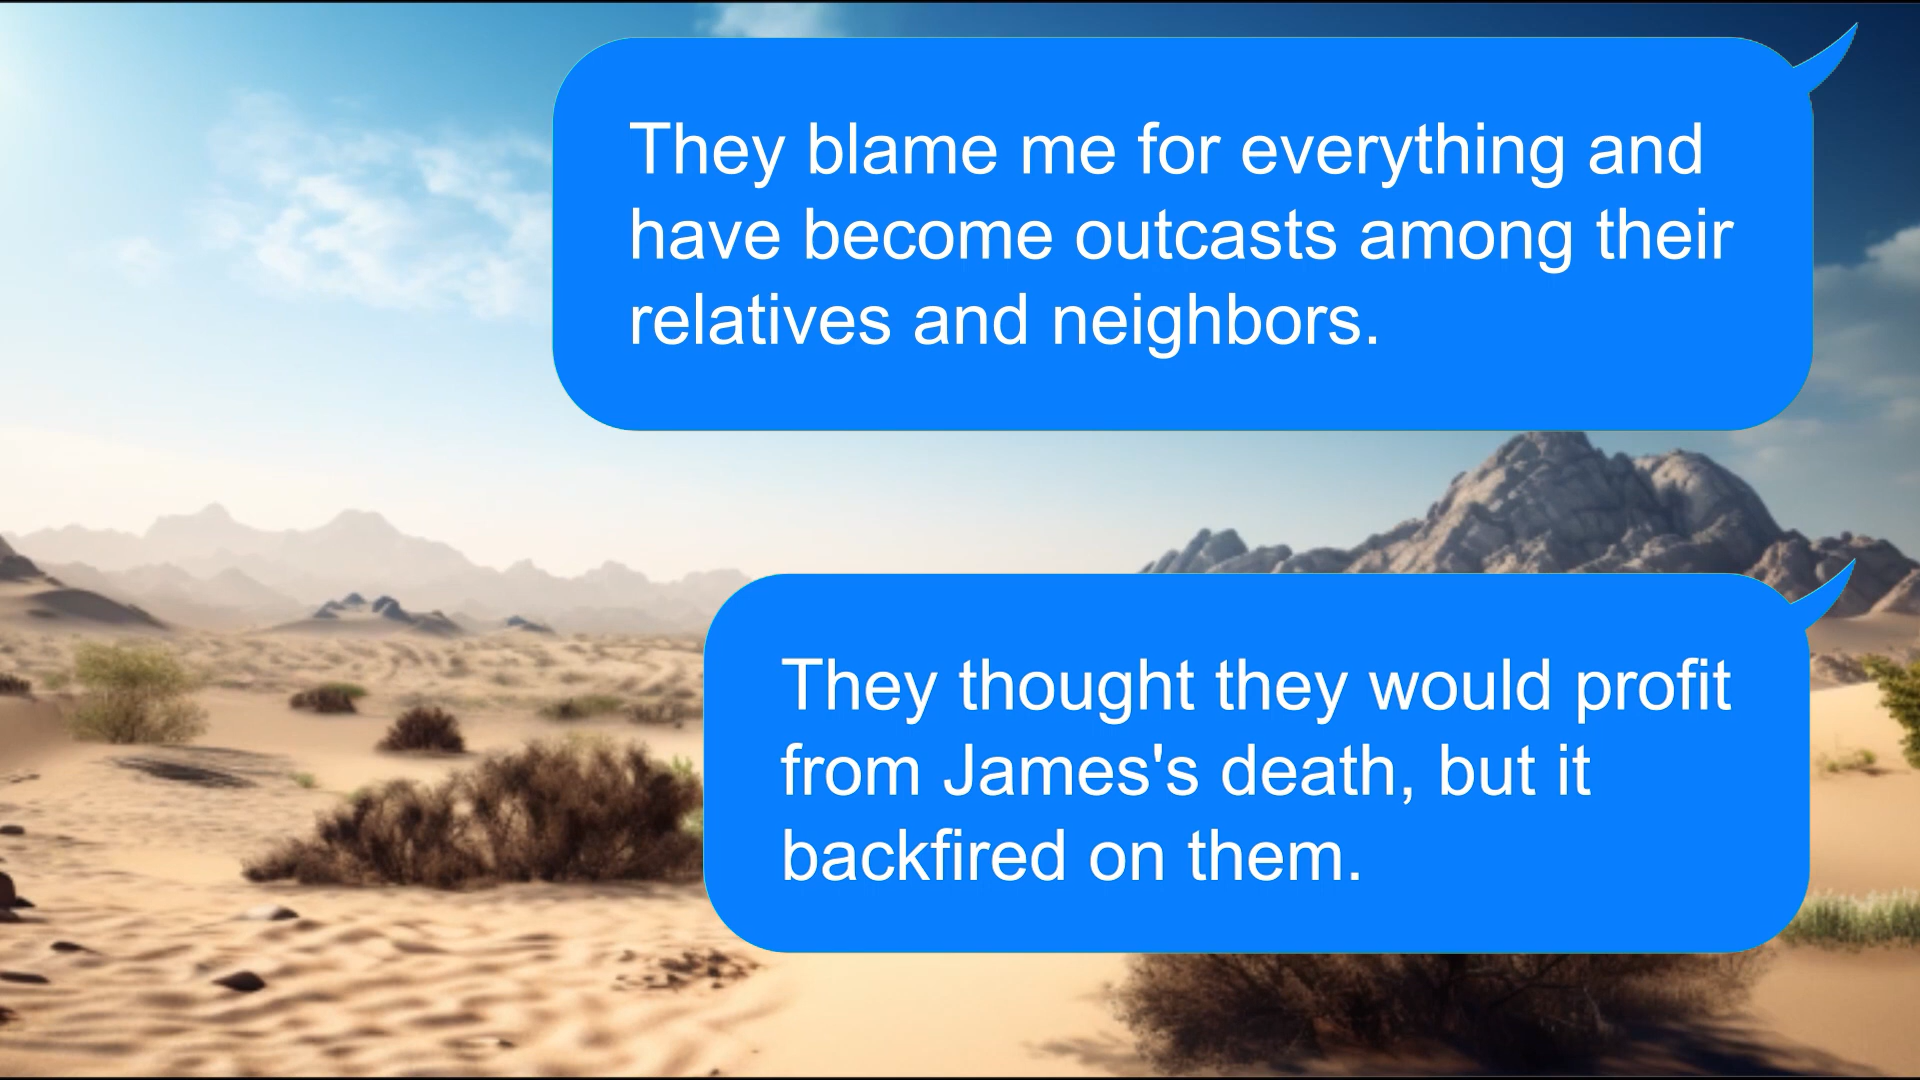 They blame me for everything and
have become outcasts among their
relatives and neighbors.
They thought they would profit
from James's death, but it
backfired on them.